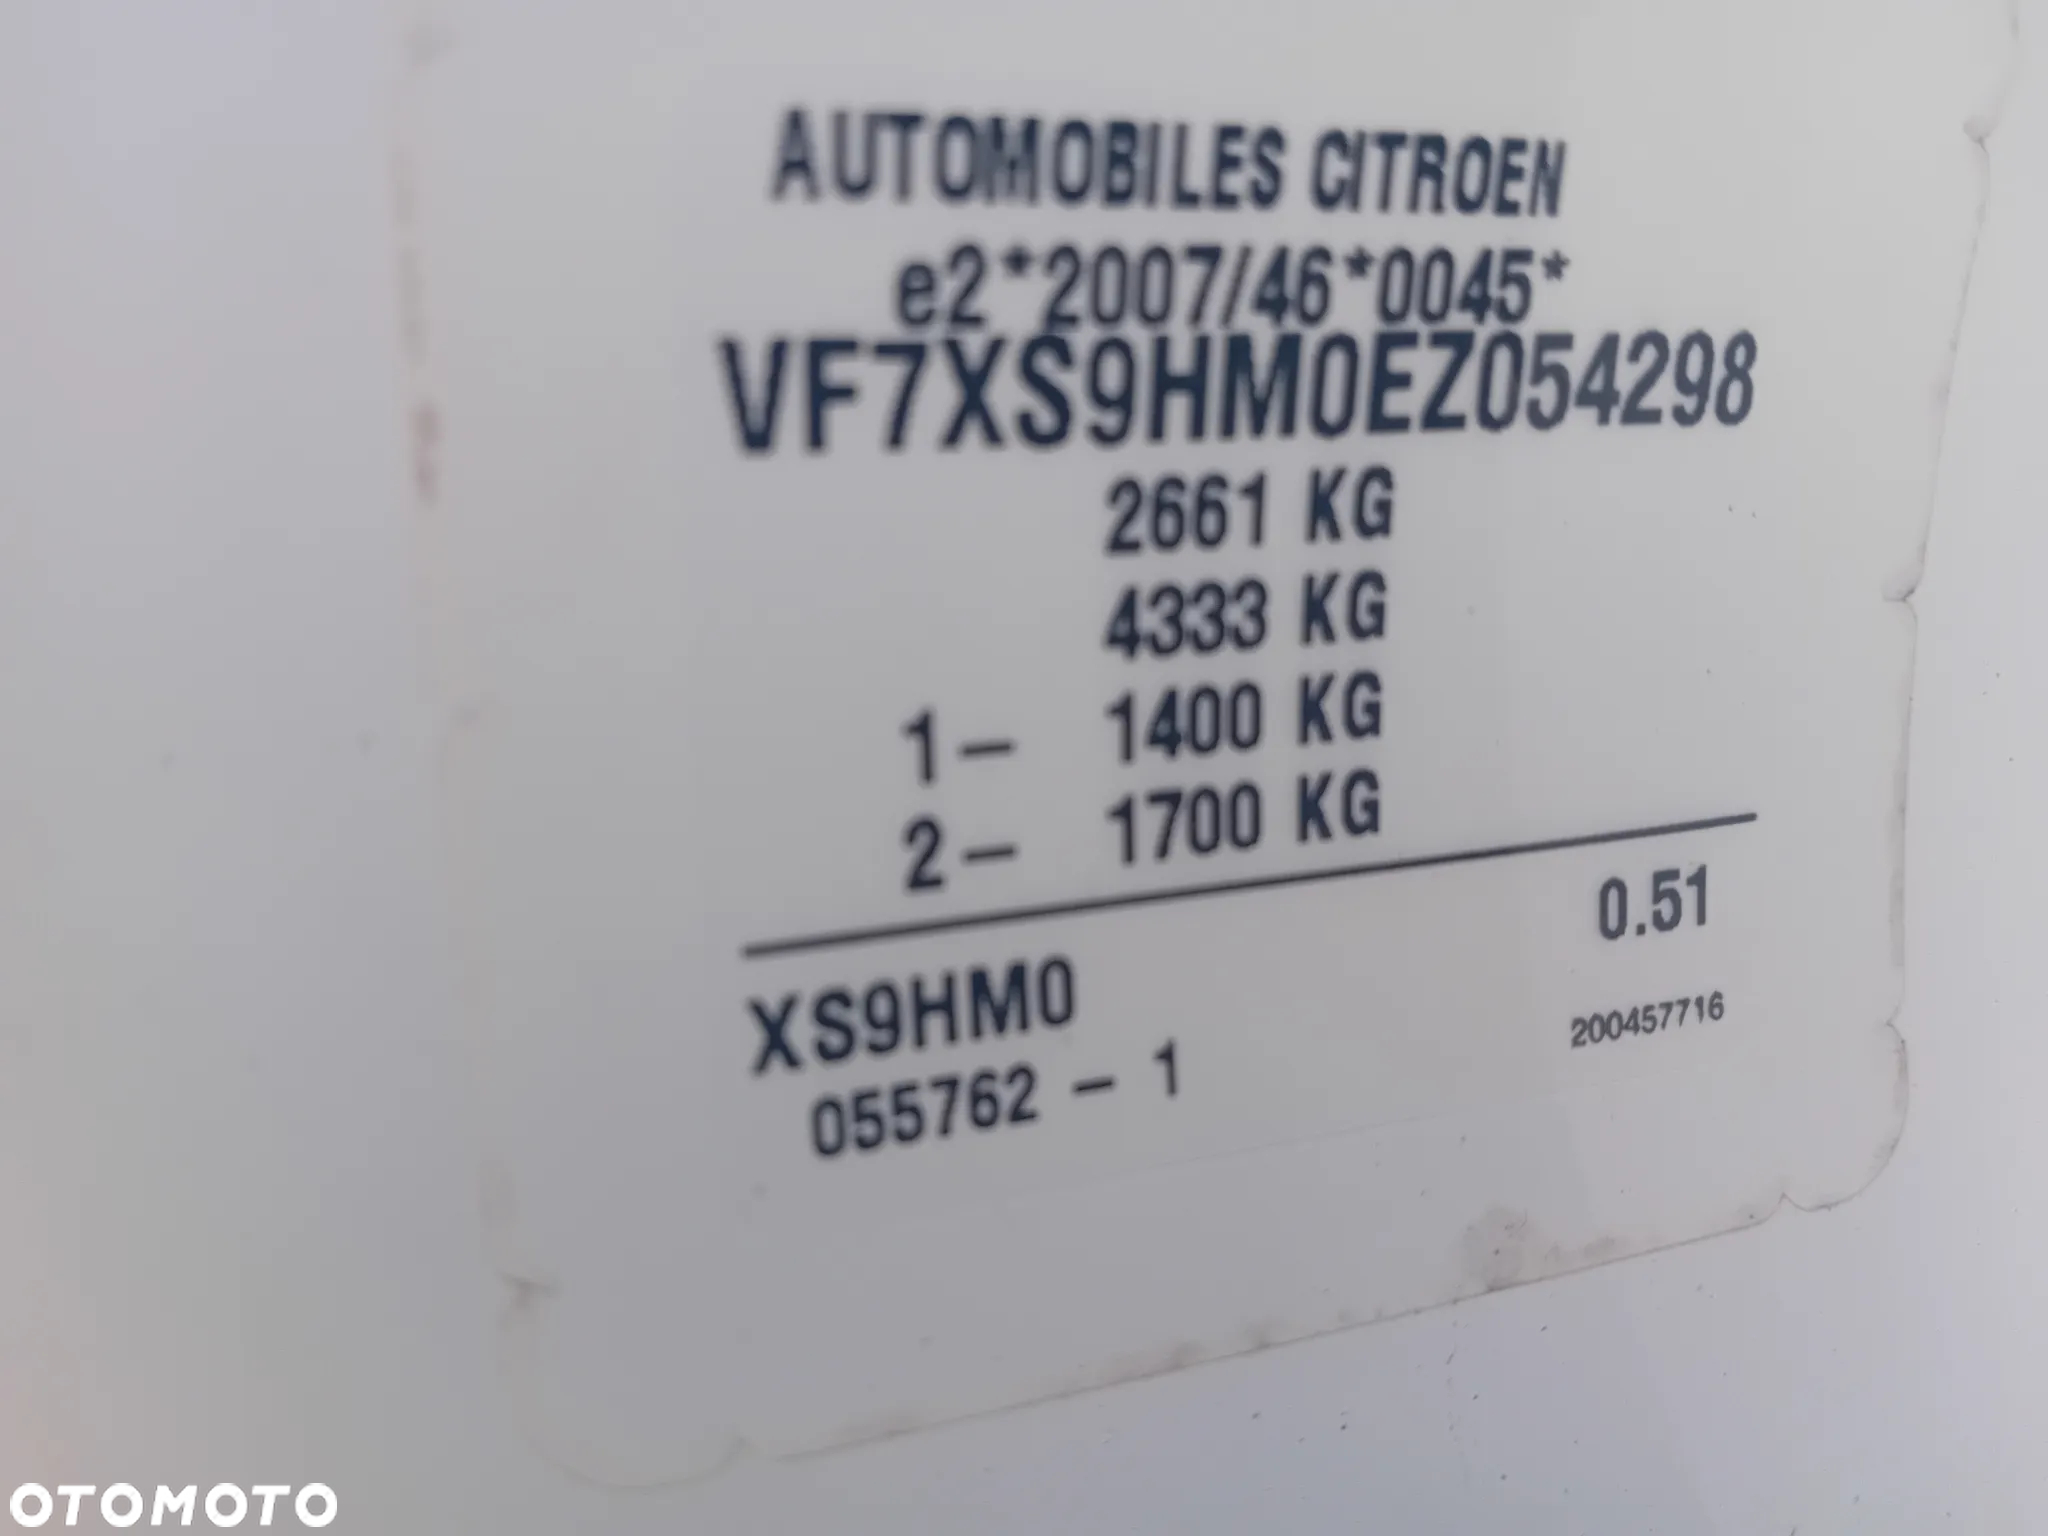 AUTOMOBILES CITROEN
e2*2007/46*0045*
VF7XS9HM0EZ054298
2661 KG
4333 KG
1 - 1400 KG
2 - 1700 KG
0.51
XS9HM0
200457716
055762 - 1
OTOMOTO